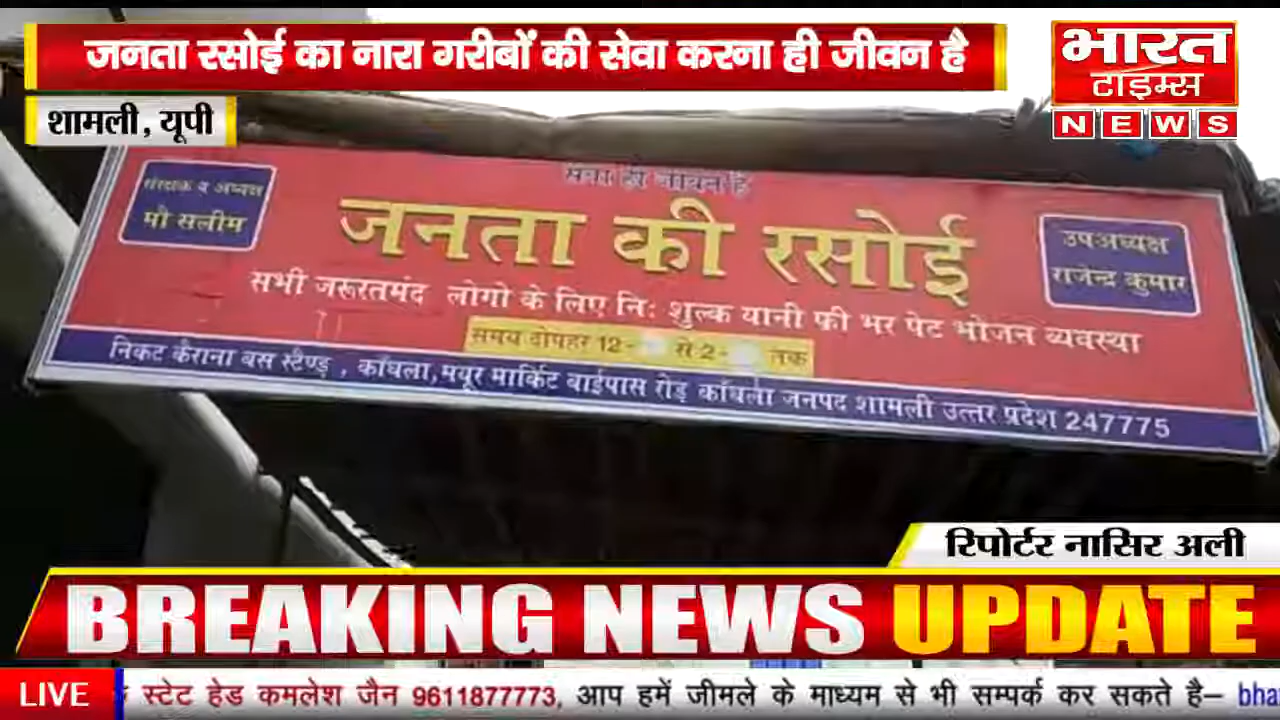 जनता रसोई का नारा गरीबों की सेवा करना ही जीवन है
भारत
टाइम्स
NEWS
शामली, यूपी
सेवा ही जीवन है
संरक्षक व अध्यक्ष
मौ सलीम
जनता की रसोई
उपअध्यक्ष
राजेन्द्र कुमार
सभी जरूरतमंद लोगो के लिए नि: शुल्क यानी फ्री भर पेट भोजन व्यवस्था
समय दोपहर 12- से 2- तक
निकट कैराना बस स्टैण्ड़ , काँधला, मयूर मार्किट बाईपास रोड़ काँधला जनपद शामली उत्तर प्रदेश 247775
रिपोर्टर नासिर अली
BREAKING NEWS UPDATE
LIVE
स्टेट हेड कमलेश जैन 9611877773, आप हमें जीमले के माध्यम से भी सम्पर्क कर सकते है– bha